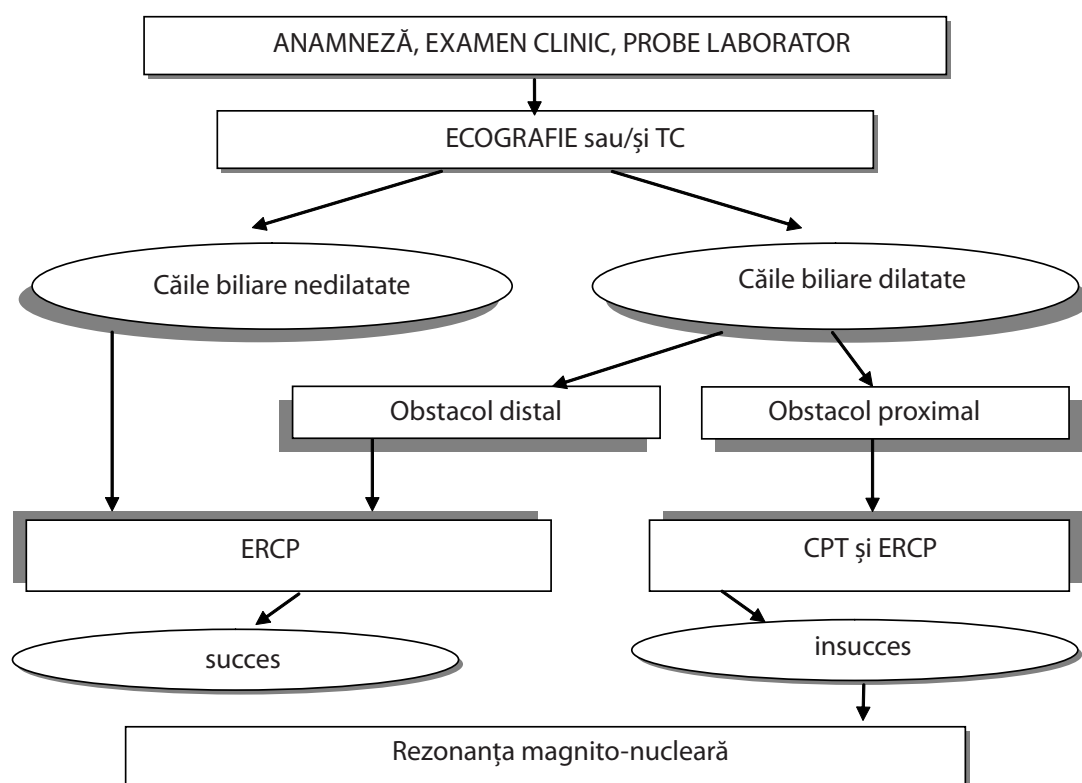 ANAMNEZĂ, EXAMEN CLINIC, PROBE LABORATOR
ECOGRAFIE sau/și TC
Căile biliare nedilatate
Căile biliare dilatate
Obstacol distal
Obstacol proximal
ERCP
CPT și ERCP
succes
insucces
Rezonanța magnito-nucleară